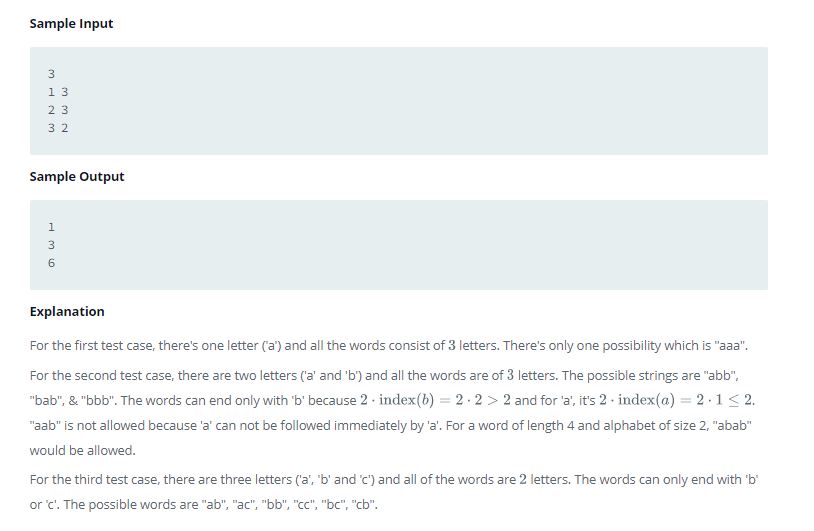 Sample Input
3
1 3
2 3
3 2
Sample Output
1
3
6
Explanation
For the first test case, there's one letter ('a') and all the words consist of 3 letters. There's only one possibility which is "aaa".
For the second test case, there are two letters ('a' and 'b') and all the words are of 3 letters. The possible strings are "abb",
"bab", & "bbb". The words can end only with 'b' because 2 · index(b) = 2 · 2 > 2 and for 'a', it's 2 · index(a) = 2 · 1 ≤ 2.
"aab" is not allowed because 'a' can not be followed immediately by 'a'. For a word of length 4 and alphabet of size 2, "abab"
would be allowed.
For the third test case, there are three letters ('a', 'b' and 'c') and all of the words are 2 letters. The words can only end with 'b'
or 'c'. The possible words are "ab", "ac", "bb", "cc", "bc", "cb".